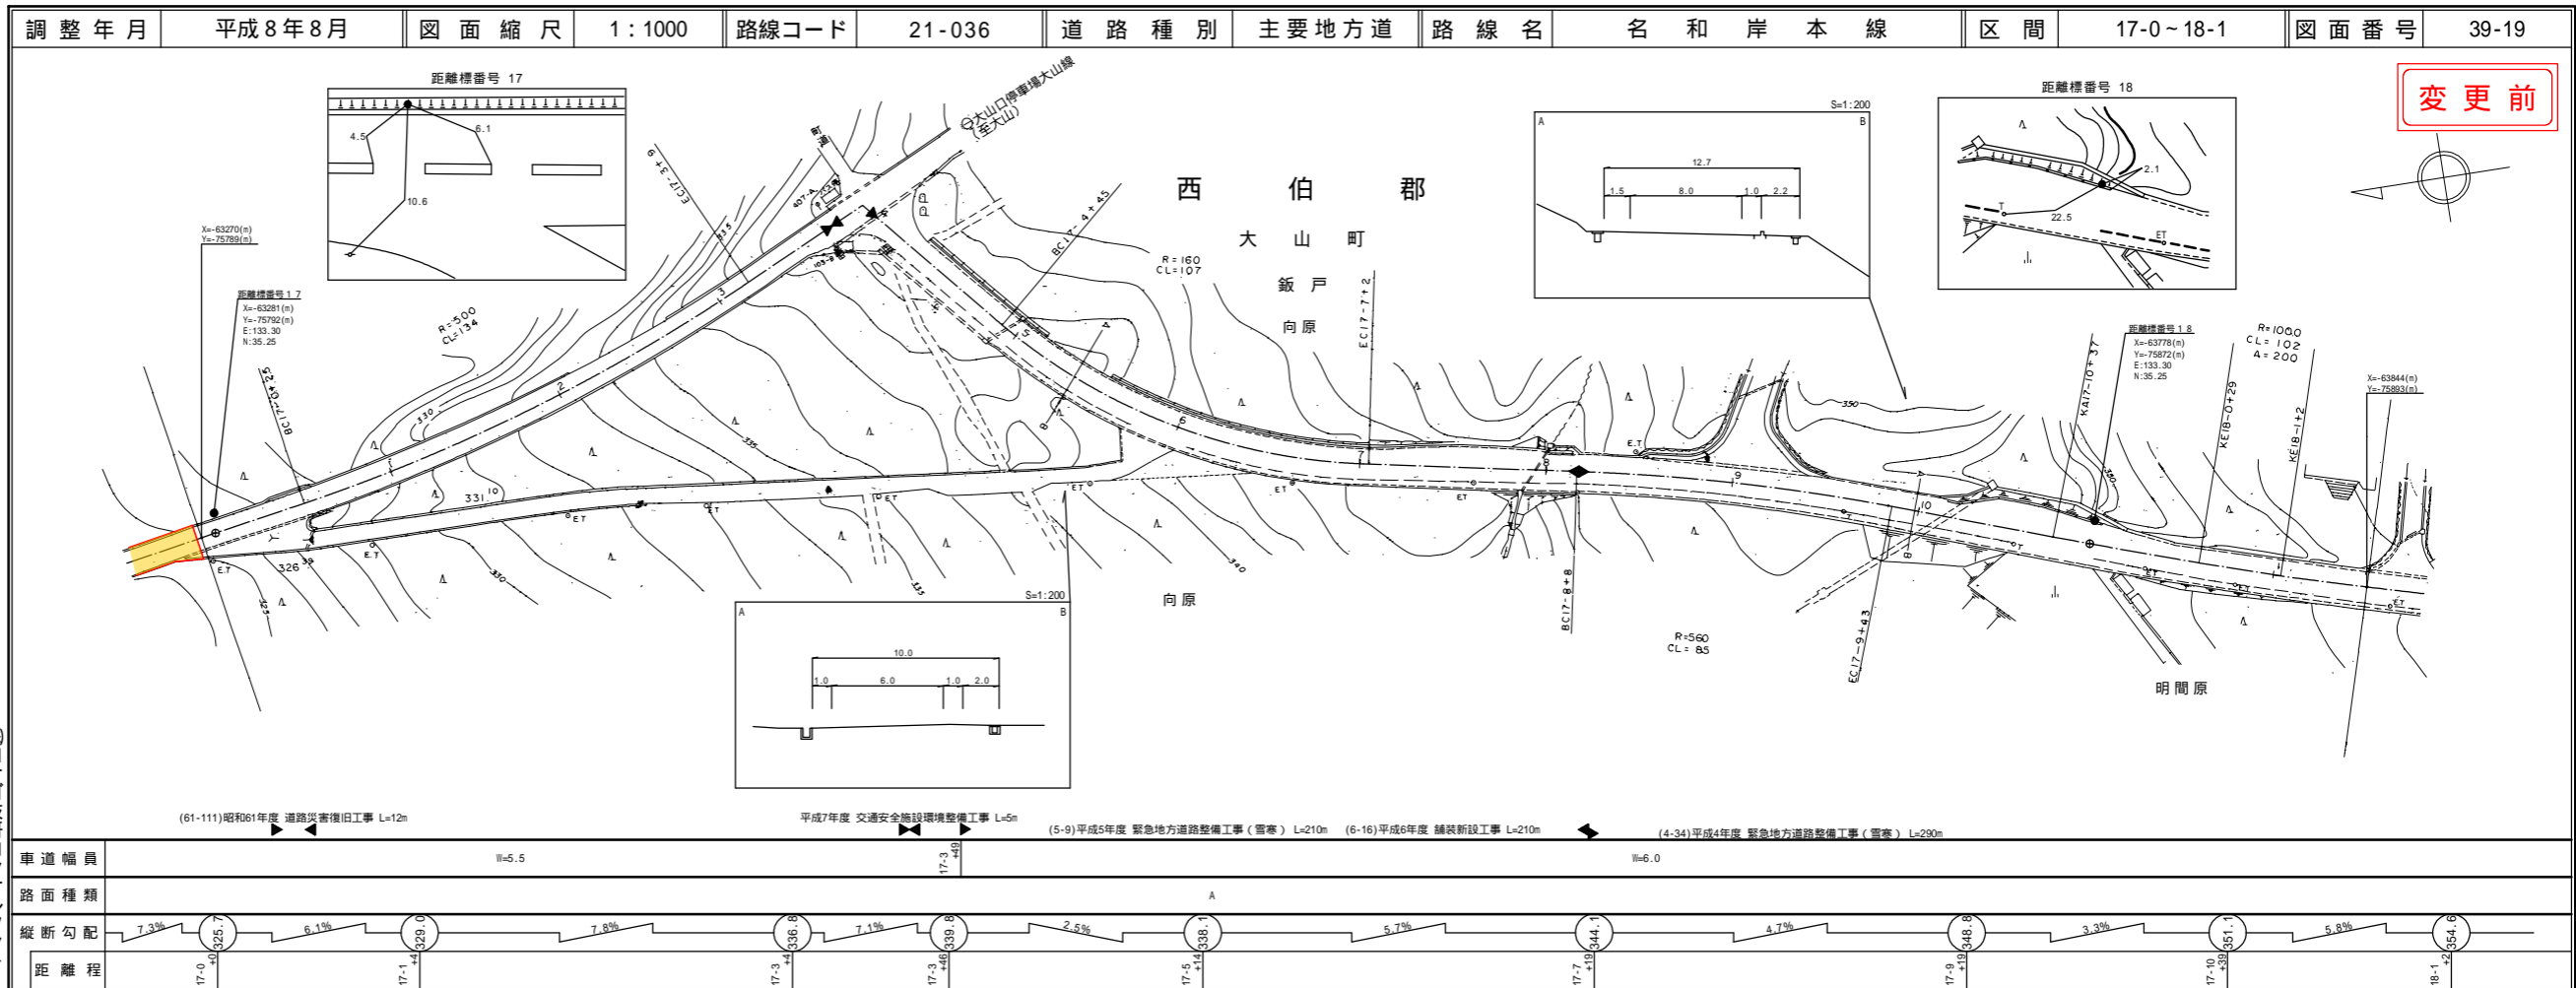 調整年月 平成8年8月 図面縮尺 1:1000 路線コード 21-036 道路種別 主要地方道 路線名 名和岸本線 区間 17-0~18-1 図面番号 39-19
変更前
距離標番号 17
4.5
6.1
10.6
大山口停車場大山線
(至大山)
EC17-3+9
X=-63270(m)
Y=-75789(m)
距離標番号17
X=-63281(m)
Y=-75792(m)
E:133.30
N:35.25
BC17-0+25
R=500
CL=134
BC17-4+45
R=160
CL=107
西伯郡
大山町
鈑戸
向原
EC17-7+2
S=1:200
A B
12.7
1.5 8.0 1.0 2.2
距離標番号 18
2.1
22.5
T
ET
KA17-10+37
距離標番号18
X=-63778(m)
Y=-75872(m)
E:133.30
N:35.25
KE18-0+29
R=1000
CL=102
A=200
KE18-1+2
X=-63844(m)
Y=-75893(m)
330
335
350
1 2 3 4 5 6 7 8 9 10 1
331.10
326.39
325
330
335
340
向原
BC17-8+8
R=560
CL=85
EC17-9+43
明間原
S=1:200
A B
10.0
1.0 6.0 1.0 2.0
(61-111)昭和61年度 道路災害復旧工事 L=12m
平成7年度 交通安全施設環境整備工事 L=5m
(5-9)平成5年度 緊急地方道路整備工事(雪寒) L=210m
(6-16)平成6年度 舗装新設工事 L=210m
(4-34)平成4年度 緊急地方道路整備工事(雪寒) L=290m
車道幅員 W=5.5 17-3+49 W=6.0
路面種類 A
縦断勾配 7.3% 325.7 6.1% 329.0 7.8% 336.8 7.1% 339.8 2.5% 338.1 5.7% 344.1 4.7% 348.8 3.3% 351.1 5.8% 354.6
距離程 17-0+0 17-1+4 17-3+4 17-3+46 17-5+14 17-7+19 17-9+19 17-10+39 18-1+2